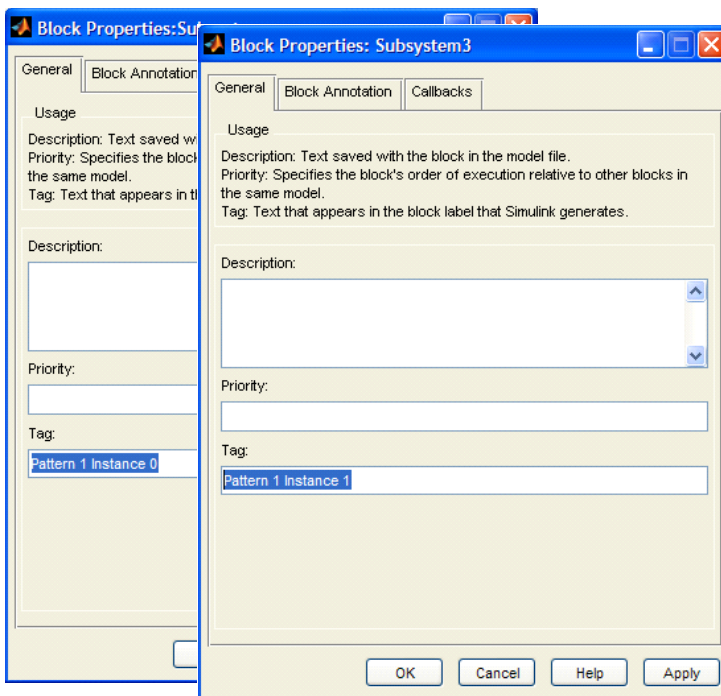 Block Properties:
General
Block Annotation
Usage
Description: Text saved
Priority: Specifies the block
the same model.
Tag: Text that appears in
Description:
Priority:
Tag:
Pattern 1 Instance 0
Block Properties: Subsystem3
General
Block Annotation
Callbacks
Usage
Description: Text saved with the block in the model file.
Priority: Specifies the block's order of execution relative to other blocks in
the same model.
Tag: Text that appears in the block label that Simulink generates.
Description:
Priority:
Tag:
Pattern 1 Instance 1
OK
Cancel
Help
Apply